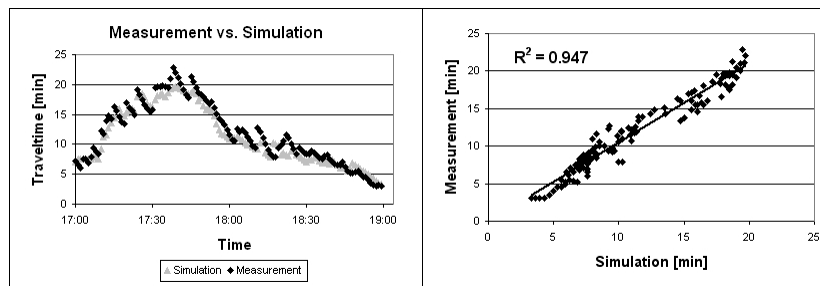 Measurement vs. Simulation
Traveltime [min]
25
20
15
10
5
0
17:00 17:30 18:00 18:30 19:00
Time
Simulation Measurement
R² = 0.947
Measurement [min]
25
20
15
10
5
0
0 5 10 15 20 25
Simulation [min]